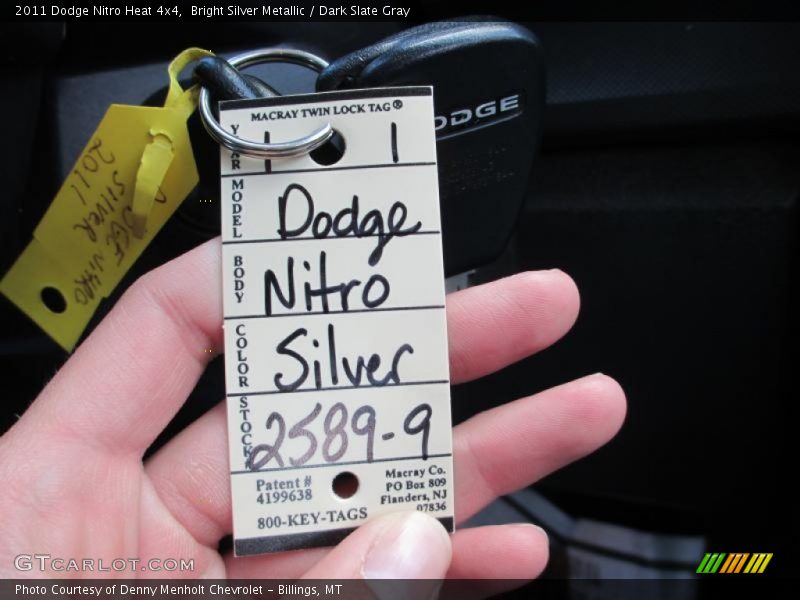 2011 Dodge Nitro Heat 4x4, Bright Silver Metallic / Dark Slate Gray
MACRAY TWIN LOCK TAG®
YEAR 1 1
MODEL Dodge
BODY Nitro
COLOR Silver
STOCK 2589-9
Patent #
4199638
800-KEY-TAGS
Macray Co.
PO Box 809
Flanders, NJ
07836
DODGE
2011
SILVER
NITRO
GTCARLOT.COM
Photo Courtesy of Denny Menholt Chevrolet - Billings, MT